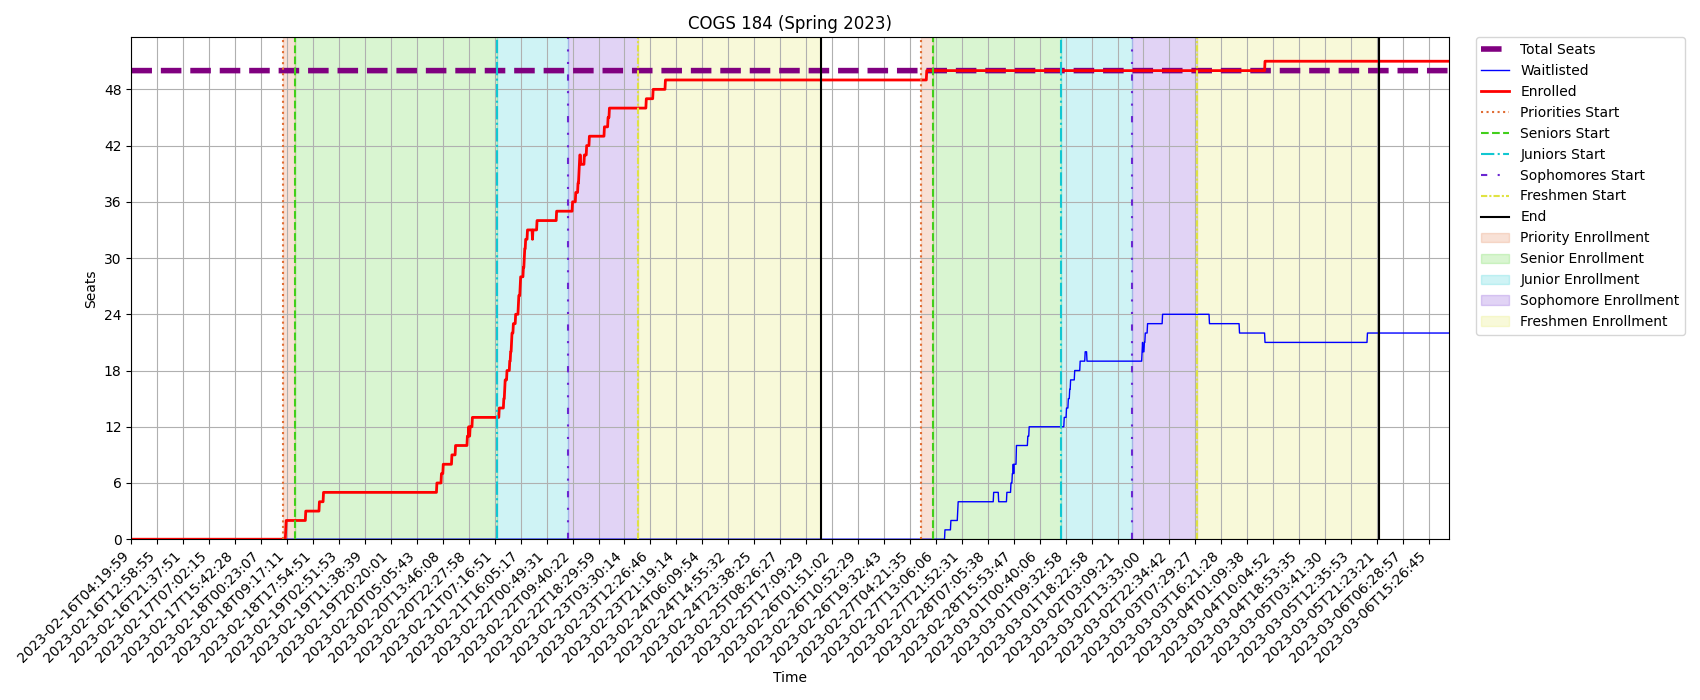 COGS 184 (Spring 2023)
Seats
48
42
36
30
24
18
12
6
0
2023-02-16T04:19:59
2023-02-16T12:58:55
2023-02-16T21:37:51
2023-02-17T07:02:15
2023-02-17T15:42:28
2023-02-18T00:23:07
2023-02-18T09:17:11
2023-02-18T17:54:51
2023-02-19T02:51:53
2023-02-19T11:38:39
2023-02-19T20:20:01
2023-02-20T05:05:43
2023-02-20T13:46:08
2023-02-20T22:27:58
2023-02-21T07:16:51
2023-02-21T16:05:17
2023-02-22T00:49:31
2023-02-22T09:40:22
2023-02-22T18:29:59
2023-02-23T03:30:14
2023-02-23T12:26:46
2023-02-23T21:19:14
2023-02-24T06:09:54
2023-02-24T14:55:32
2023-02-24T23:38:25
2023-02-25T08:26:27
2023-02-25T17:09:29
2023-02-26T01:51:02
2023-02-26T10:52:29
2023-02-26T19:32:43
2023-02-27T04:21:35
2023-02-27T13:06:06
2023-02-27T21:52:31
2023-02-28T07:05:38
2023-02-28T15:53:47
2023-03-01T00:40:06
2023-03-01T09:32:58
2023-03-01T18:22:58
2023-03-02T03:09:21
2023-03-02T13:33:00
2023-03-02T22:34:42
2023-03-03T07:29:27
2023-03-03T16:21:28
2023-03-04T01:09:38
2023-03-04T10:04:52
2023-03-04T18:53:35
2023-03-05T03:41:30
2023-03-05T12:35:53
2023-03-05T21:23:21
2023-03-06T06:28:57
2023-03-06T15:26:45
Time
Total Seats
Waitlisted
Enrolled
Priorities Start
Seniors Start
Juniors Start
Sophomores Start
Freshmen Start
End
Priority Enrollment
Senior Enrollment
Junior Enrollment
Sophomore Enrollment
Freshmen Enrollment